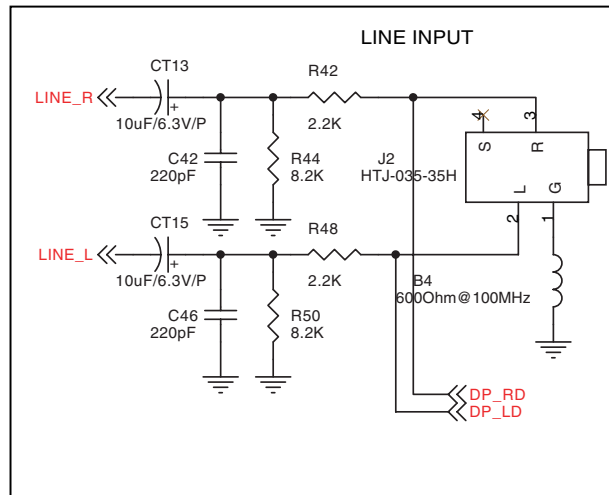 LINE INPUT
CT13
LINE_R
+
10uF/6.3V/P
R42
2.2K
C42
220pF
R44
8.2K
J2
HTJ-035-35H
4
3
S
R
L
G
2
1
CT15
LINE_L
+
10uF/6.3V/P
R48
2.2K
C46
220pF
R50
8.2K
B4
600Ohm@100MHz
DP_RD
DP_LD